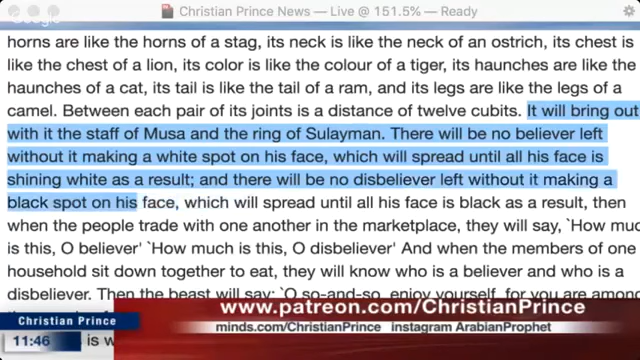 Christian Prince News — Live @ 151.5% — Ready
horns are like the horns of a stag, its neck is like the neck of an ostrich, its chest is
like the chest of a lion, its color is like the colour of a tiger, its haunches are like the
haunches of a cat, its tail is like the tail of a ram, and its legs are like the legs of a
camel. Between each pair of its joints is a distance of twelve cubits. It will bring out
with it the staff of Musa and the ring of Sulayman. There will be no believer left
without it making a white spot on his face, which will spread until all his face is
shining white as a result; and there will be no disbeliever left without it making a
black spot on his face, which will spread until all his face is black as a result, then
when the people trade with one another in the marketplace, they will say, `How muc
is this, O believer' `How much is this, O disbeliever' And when the members of one
household sit down together to eat, they will know who is a believer and who is a
disbeliever. Then the beast will say: `O so-and-so, enjoy yourself, for you are among
www.patreon.com/ChristianPrince
Christian Prince
minds.com/ChristianPrince instagram ArabianProphet
11:46
is w